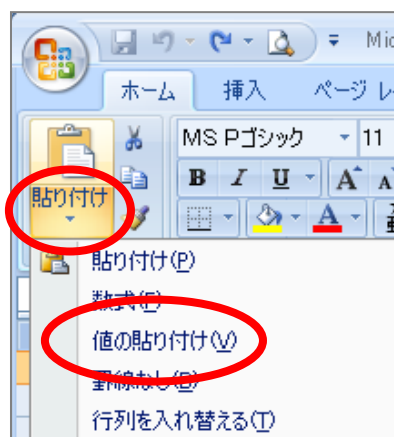 Mic
ホーム 挿入 ページ レ
MS Pゴシック 11
B I U A A
貼り付け
貼り付け(P)
数式(F)
値の貼り付け(V)
罫線なし(B)
行列を入れ替える(T)